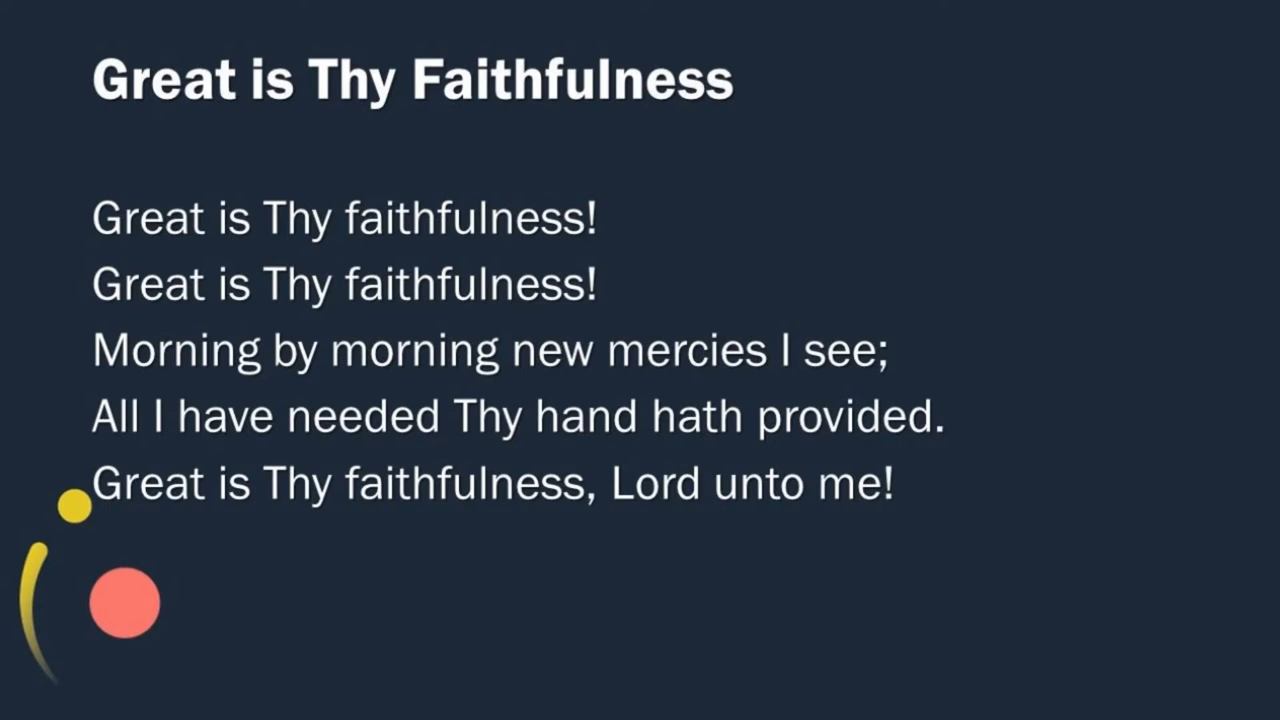 Great is Thy Faithfulness
Great is Thy faithfulness!
Great is Thy faithfulness!
Morning by morning new mercies I see;
All I have needed Thy hand hath provided.
Great is Thy faithfulness, Lord unto me!